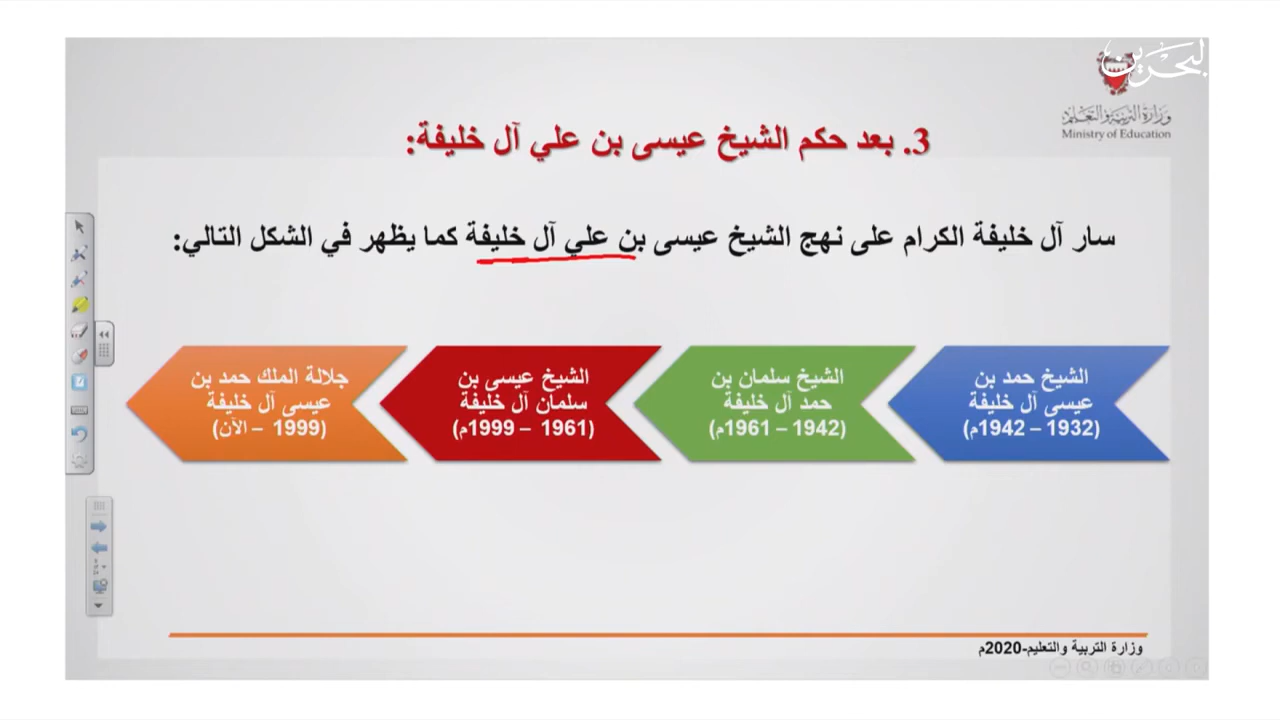 البحرين
وزارة التربية والتعليم
Ministry of Education
3. بعد حكم الشيخ عيسى بن علي آل خليفة:
سار آل خليفة الكرام على نهج الشيخ عيسى بن علي آل خليفة كما يظهر في الشكل التالي:
الشيخ حمد بن
عيسى آل خليفة
(1932 – 1942م)
الشيخ سلمان بن
حمد آل خليفة
(1942 – 1961م)
الشيخ عيسى بن
سلمان آل خليفة
(1961 – 1999م)
جلالة الملك حمد بن
عيسى آل خليفة
(1999 – الآن)
وزارة التربية والتعليم-2020م